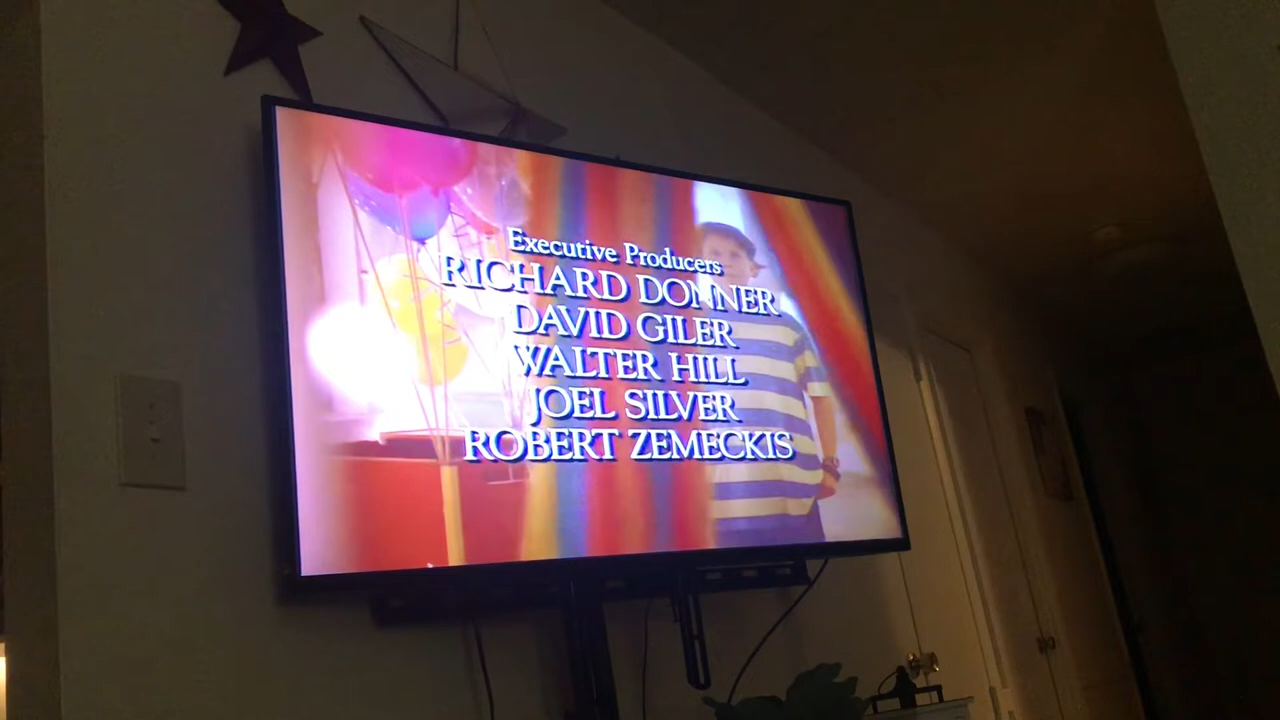 Executive Producers
RICHARD DONNER
DAVID GILER
WALTER HILL
JOEL SILVER
ROBERT ZEMECKIS